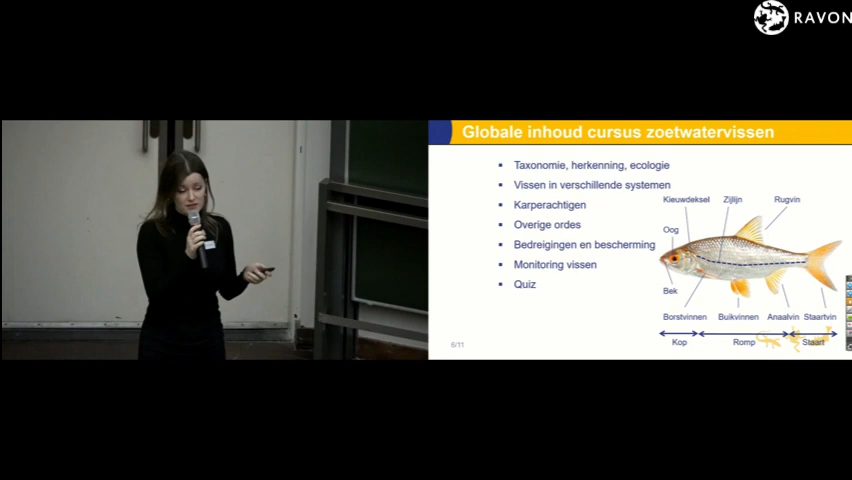 RAVON
Globale inhoud cursus zoetwatervissen
Taxonomie, herkenning, ecologie
Vissen in verschillende systemen
Karperachtigen
Overige ordes
Bedreigingen en bescherming
Monitoring vissen
Quiz
Kieuwdeksel Zijlijn Rugvin
Oog
Bek
Borstvinnen Buikvinnen Anaalvin Staartvin
Kop Romp Staart
6/11